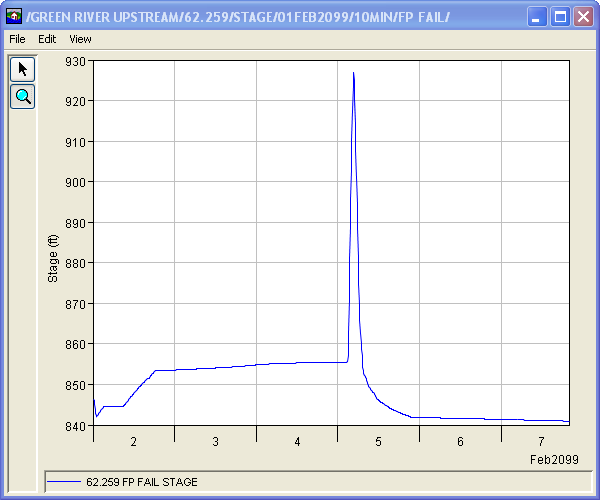 /GREEN RIVER UPSTREAM/62.259/STAGE/01FEB2099/10MIN/FP FAIL/
File Edit View
930
920
910
900
890
880
870
860
850
840
Stage (ft)
2 3 4 5 6 7
Feb2099
62.259 FP FAIL STAGE